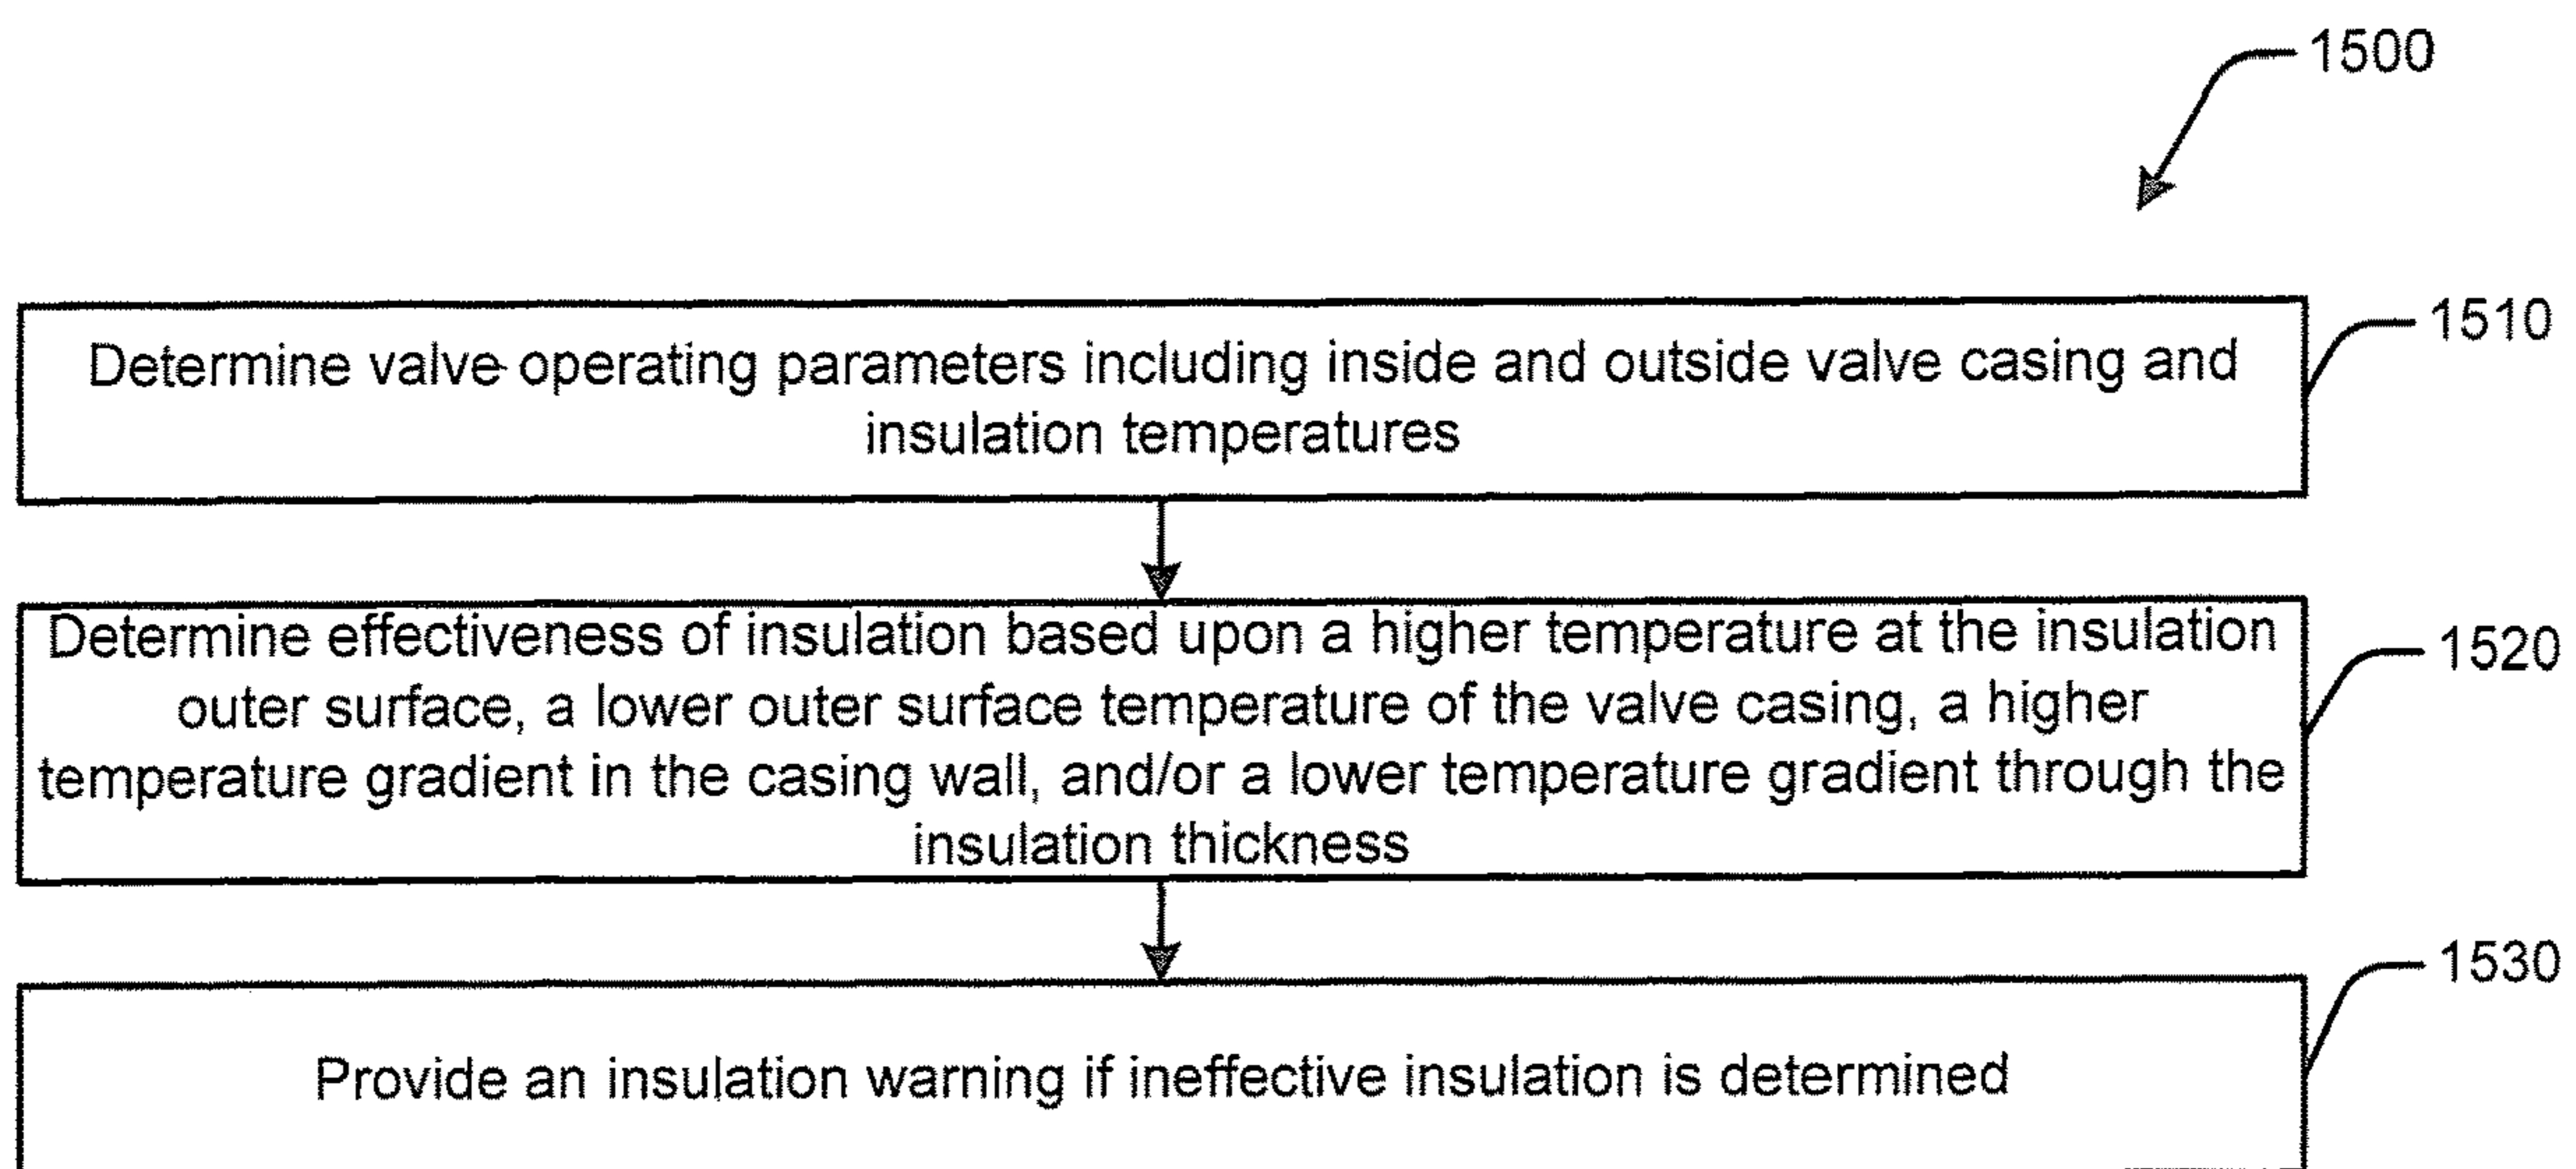 1500
1510
Determine valve operating parameters including inside and outside valve casing and
insulation temperatures
1520
Determine effectiveness of insulation based upon a higher temperature at the insulation
outer surface, a lower outer surface temperature of the valve casing, a higher
temperature gradient in the casing wall, and/or a lower temperature gradient through the
insulation thickness
1530
Provide an insulation warning if ineffective insulation is determined